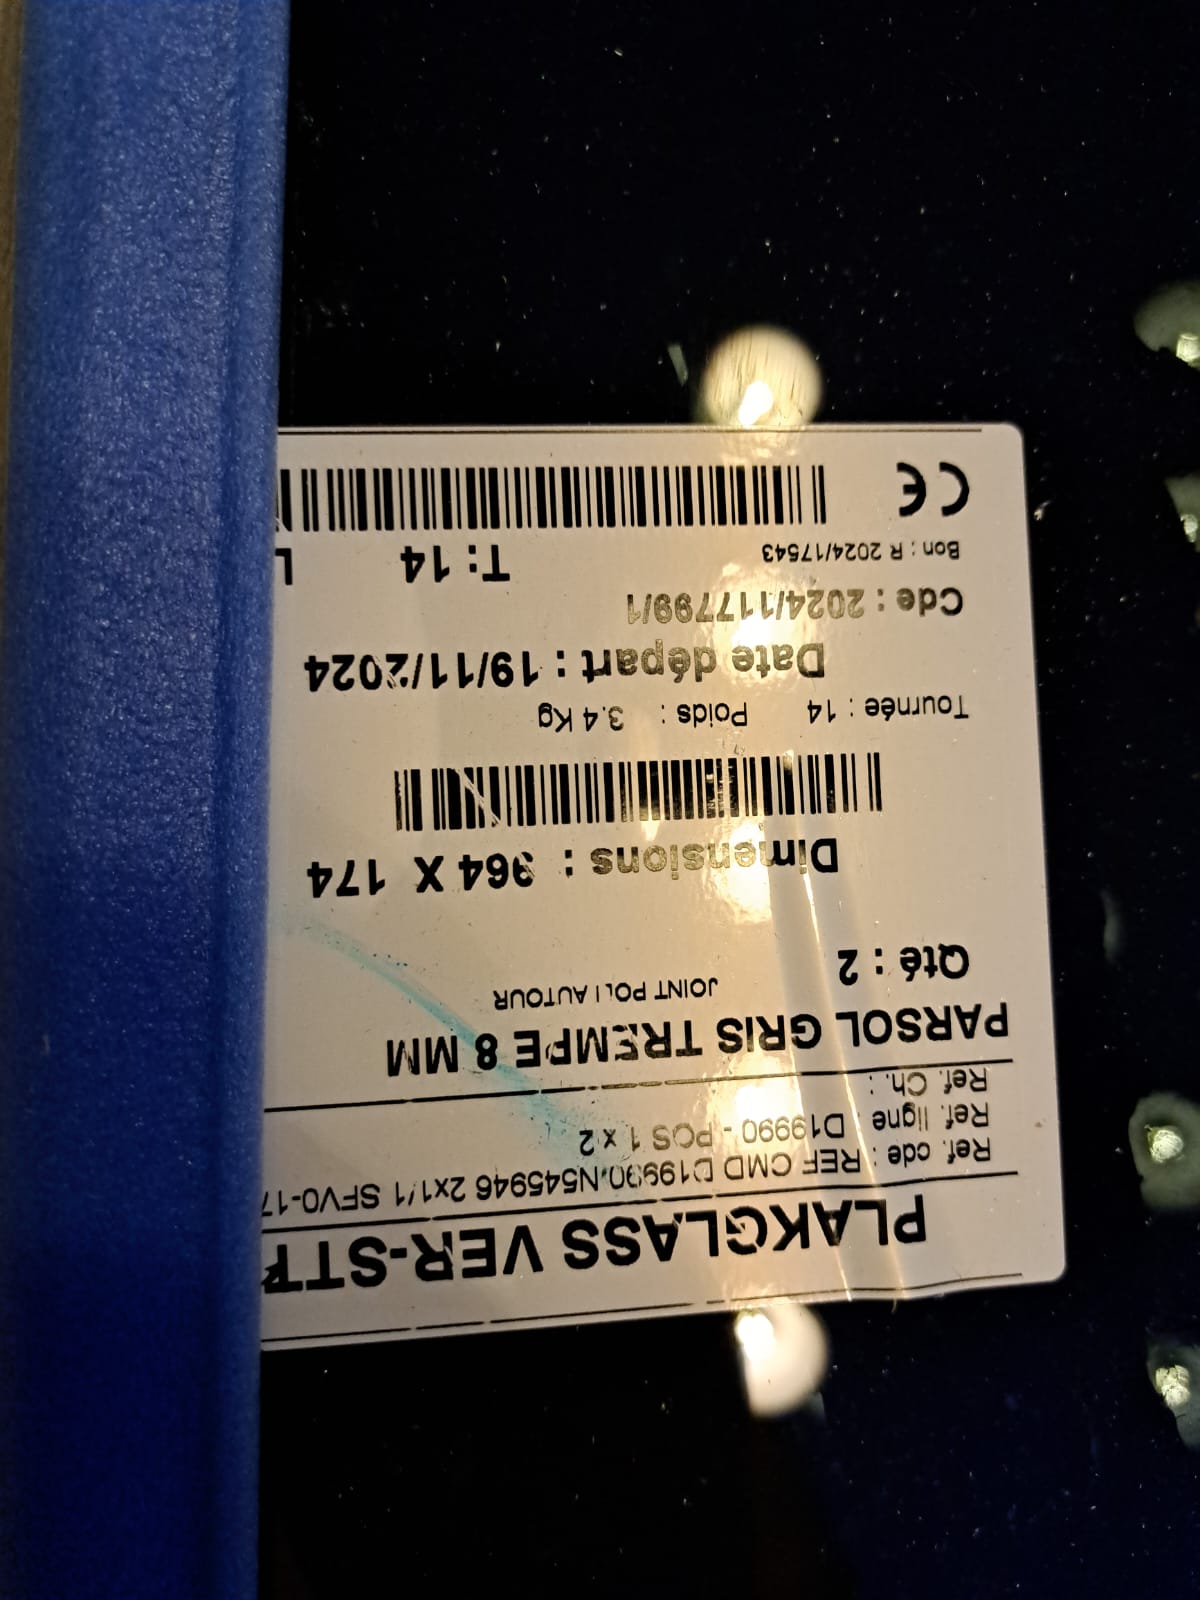 PLAKGLASS VER-STR
Ref. cde : REF CMD D19990 N545946 2x1/1 SFV0-17
Ref. ligne : D19990 - POS 1 x 2
Ref. Ch. :
PARSOL GRIS TREMPE 8 MM
JOINT POLI AUTOUR
Qté : 2
Dimensions : 964 X 174
Tournée : 14 Poids : 3.4 Kg
Date départ : 19/11/2024
Cde : 2024/117799/1
Bon : R 2024/17543 T: 14 L
CE